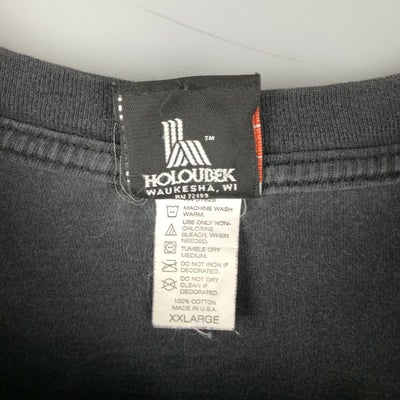 TM
HOLOUBEK
WAUKESHA, WI
RN 72499
MACHINE WASH
WARM.
USE ONLY NON-
CHLORINE
BLEACH, WHEN
NEEDED.
TUMBLE DRY
MEDIUM.
DO NOT IRON IF
DECORATED.
DO NOT DRY
CLEAN IF
DECORATED.
100% COTTON
MADE IN U.S.A.
XXLARGE